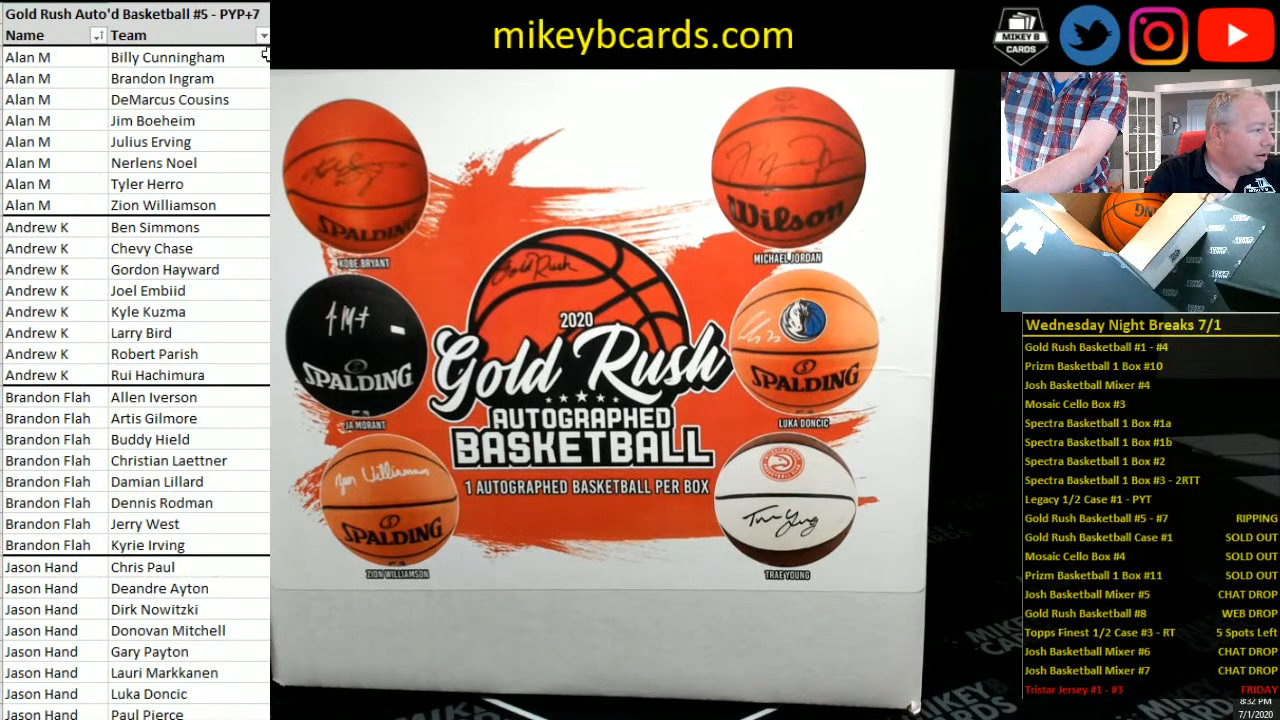 Gold Rush Auto'd Basketball #5 - PYP+7
Name Team
Alan M Billy Cunningham
Alan M Brandon Ingram
Alan M DeMarcus Cousins
Alan M Jim Boeheim
Alan M Julius Erving
Alan M Nerlens Noel
Alan M Tyler Herro
Alan M Zion Williamson
Andrew K Ben Simmons
Andrew K Chevy Chase
Andrew K Gordon Hayward
Andrew K Joel Embiid
Andrew K Kyle Kuzma
Andrew K Larry Bird
Andrew K Robert Parish
Andrew K Rui Hachimura
Brandon Flah Allen Iverson
Brandon Flah Artis Gilmore
Brandon Flah Buddy Hield
Brandon Flah Christian Laettner
Brandon Flah Damian Lillard
Brandon Flah Dennis Rodman
Brandon Flah Jerry West
Brandon Flah Kyrie Irving
Jason Hand Chris Paul
Jason Hand Deandre Ayton
Jason Hand Dirk Nowitzki
Jason Hand Donovan Mitchell
Jason Hand Gary Payton
Jason Hand Lauri Markkanen
Jason Hand Luka Doncic
Jason Hand Paul Pierce
mikeybcards.com
MIKEY B
CARDS
SPALDING
KOBE BRYANT
Wilson
MICHAEL JORDAN
Gold Rush
2020
Gold Rush
AUTOGRAPHED
BASKETBALL
1 AUTOGRAPHED BASKETBALL PER BOX
SPALDING
JA MORANT
SPALDING
LUKA DONCIC
Zion Williamson
SPALDING
ZION WILLIAMSON
Trae Young
TRAE YOUNG
Wednesday Night Breaks 7/1
Gold Rush Basketball #1 - #4
Prizm Basketball 1 Box #10
Josh Basketball Mixer #4
Mosaic Cello Box #3
Spectra Basketball 1 Box #1a
Spectra Basketball 1 Box #1b
Spectra Basketball 1 Box #2
Spectra Basketball 1 Box #3 - 2RTT
Legacy 1/2 Case #1 - PYT
Gold Rush Basketball #5 - #7 RIPPING
Gold Rush Basketball Case #1 SOLD OUT
Mosaic Cello Box #4 SOLD OUT
Prizm Basketball 1 Box #11 SOLD OUT
Josh Basketball Mixer #5 CHAT DROP
Gold Rush Basketball #8 WEB DROP
Topps Finest 1/2 Case #3 - RT 5 Spots Left
Josh Basketball Mixer #6 CHAT DROP
Josh Basketball Mixer #7 CHAT DROP
Tristar Jersey #1 - #3 FRIDAY
8:32 PM
7/1/2020